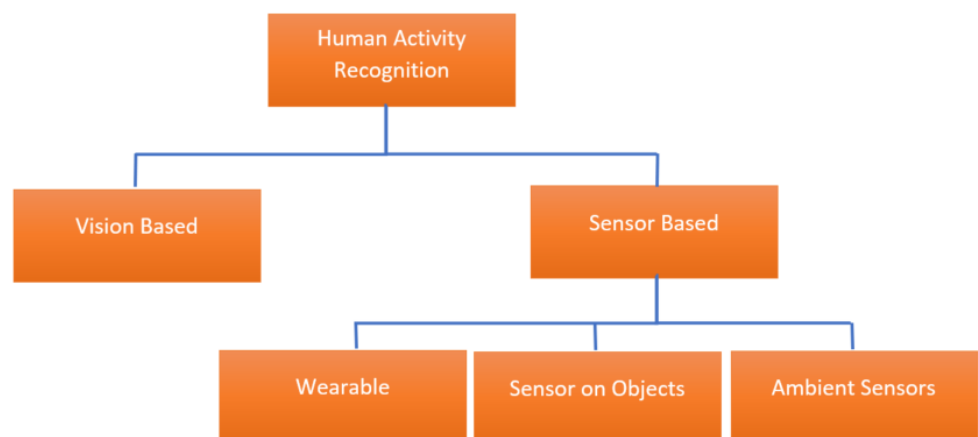 Human Activity
Recognition
Vision Based
Sensor Based
Wearable
Sensor on Objects
Ambient Sensors